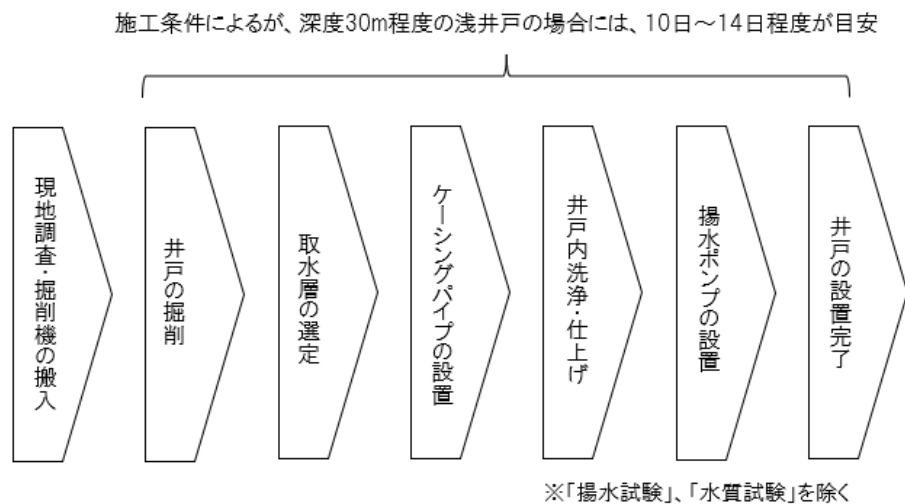 施工条件によるが、深度30m程度の浅井戸の場合には、10日～14日程度が目安
現地調査・掘削機の搬入
井戸の掘削
取水層の選定
ケーシングパイプの設置
井戸内洗浄・仕上げ
揚水ポンプの設置
井戸の設置完了
※「揚水試験」、「水質試験」を除く